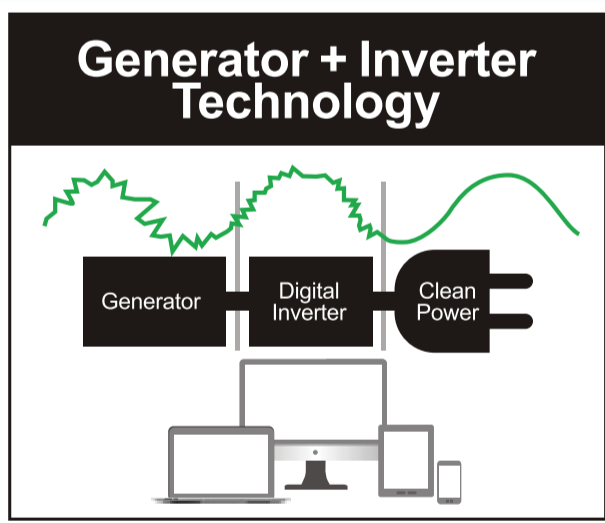 Generator + Inverter
Technology
Generator
Digital
Inverter
Clean
Power